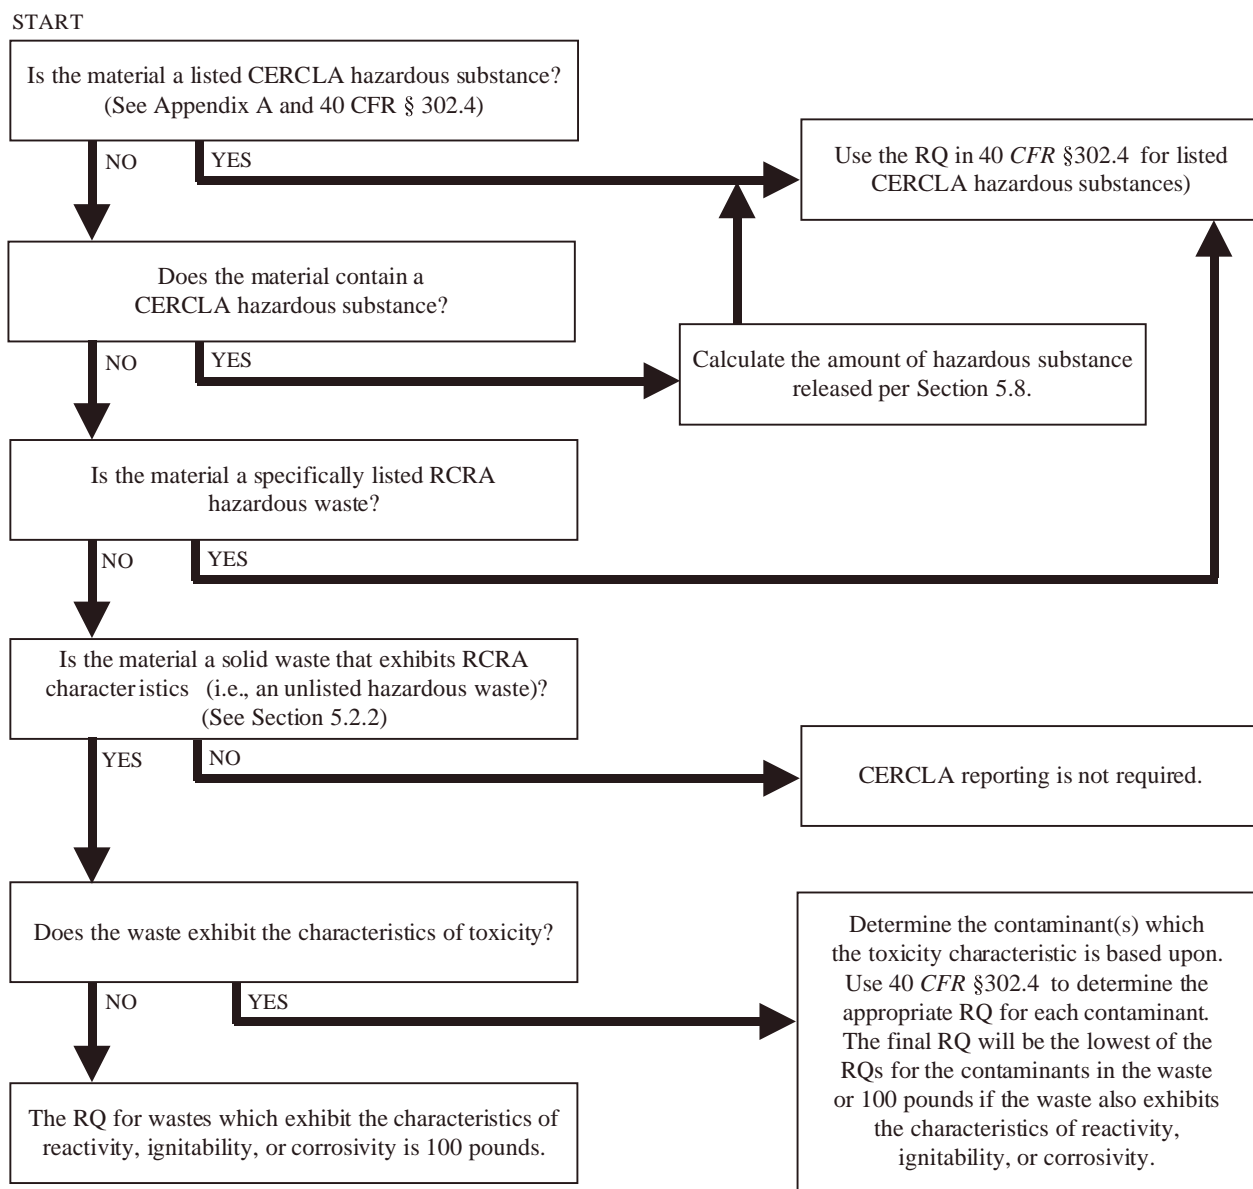 START
Is the material a listed CERCLA hazardous substance?
(See Appendix A and 40 CFR § 302.4)
NO
YES
Use the RQ in 40 CFR §302.4 for listed
CERCLA hazardous substances)
Does the material contain a
CERCLA hazardous substance?
NO
YES
Calculate the amount of hazardous substance
released per Section 5.8.
Is the material a specifically listed RCRA
hazardous waste?
NO
YES
Is the material a solid waste that exhibits RCRA
characteristics (i.e., an unlisted hazardous waste)?
(See Section 5.2.2)
YES
NO
CERCLA reporting is not required.
Does the waste exhibit the characteristics of toxicity?
NO
YES
Determine the contaminant(s) which
the toxicity characteristic is based upon.
Use 40 CFR §302.4 to determine the
appropriate RQ for each contaminant.
The final RQ will be the lowest of the
RQs for the contaminants in the waste
or 100 pounds if the waste also exhibits
the characteristics of reactivity,
ignitability, or corrosivity.
The RQ for wastes which exhibit the characteristics of
reactivity, ignitability, or corrosivity is 100 pounds.